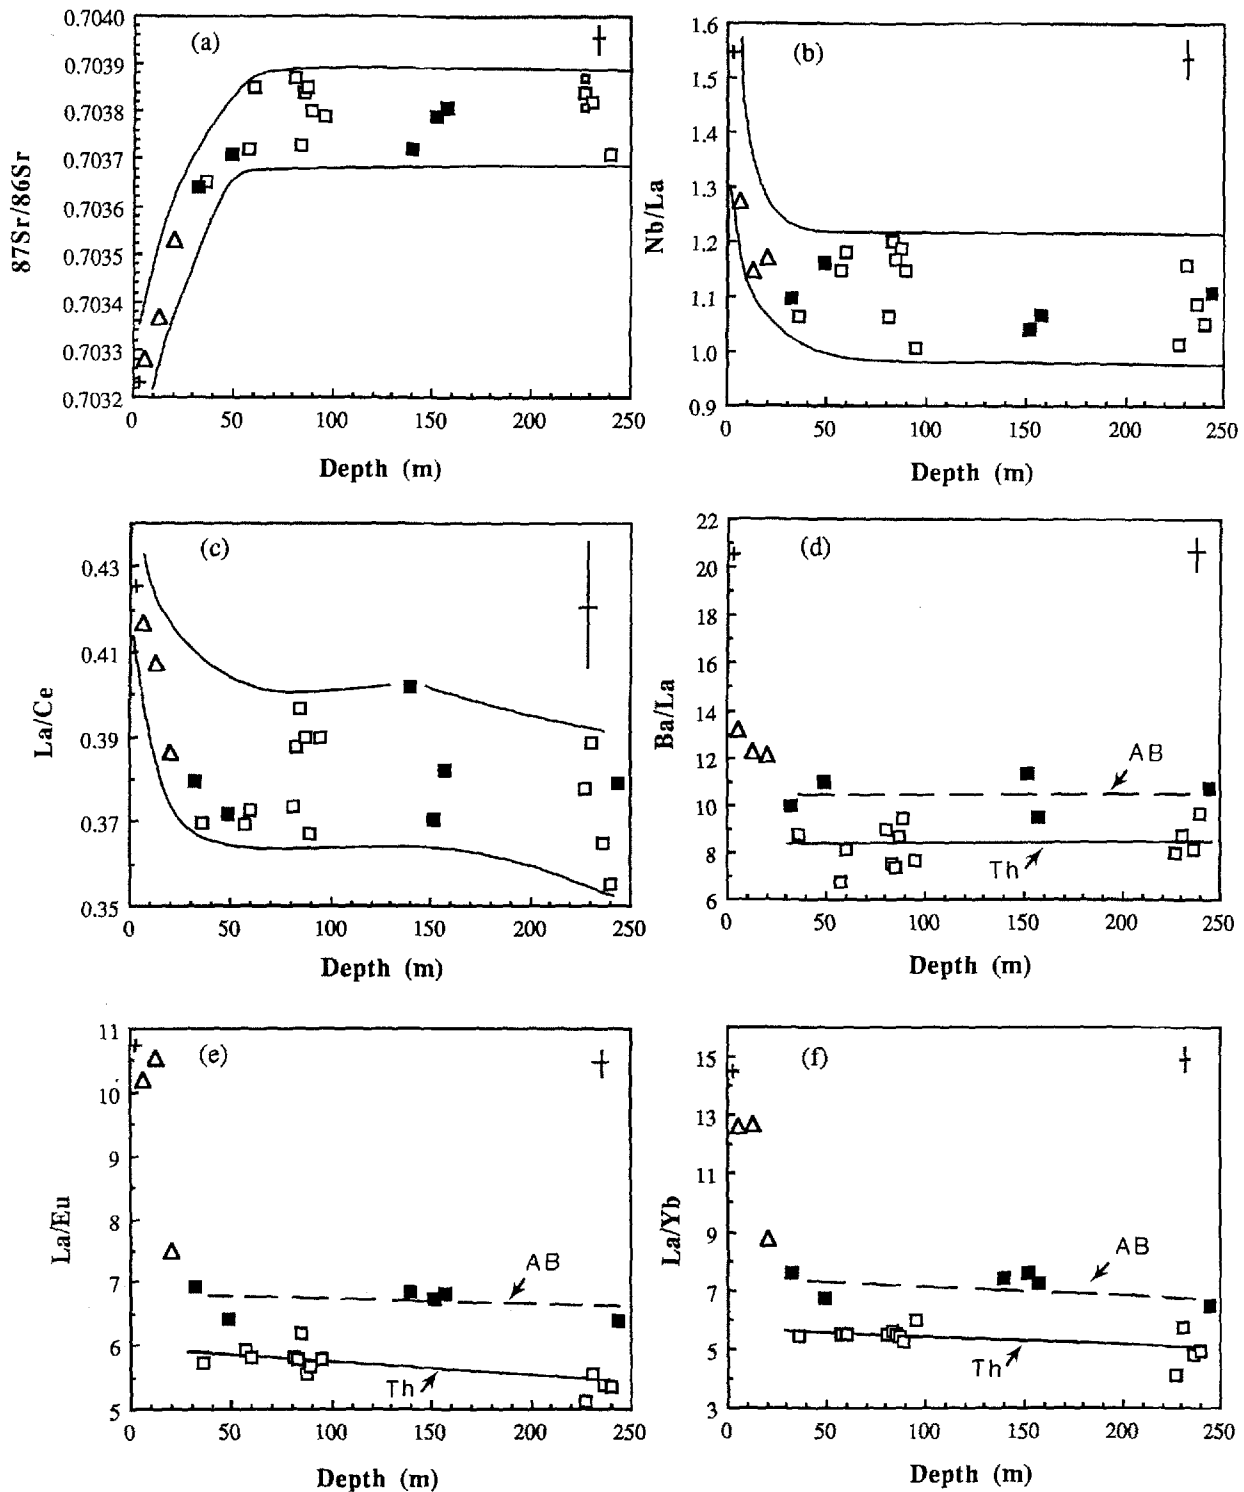 (a)
87Sr/86Sr
0.7040
0.7039
0.7038
0.7037
0.7036
0.7035
0.7034
0.7033
0.7032
0 50 100 150 200 250
Depth (m)
(b)
Nb/La
1.6
1.5
1.4
1.3
1.2
1.1
1.0
0.9
0 50 100 150 200 250
Depth (m)
(c)
La/Ce
0.43
0.41
0.39
0.37
0.35
0 50 100 150 200 250
Depth (m)
(d)
Ba/La
22
20
18
16
14
12
10
8
6
AB
Th
0 50 100 150 200 250
Depth (m)
(e)
La/Eu
11
10
9
8
7
6
5
AB
Th
0 50 100 150 200 250
Depth (m)
(f)
La/Yb
15
13
11
9
7
5
3
AB
Th
0 50 100 150 200 250
Depth (m)